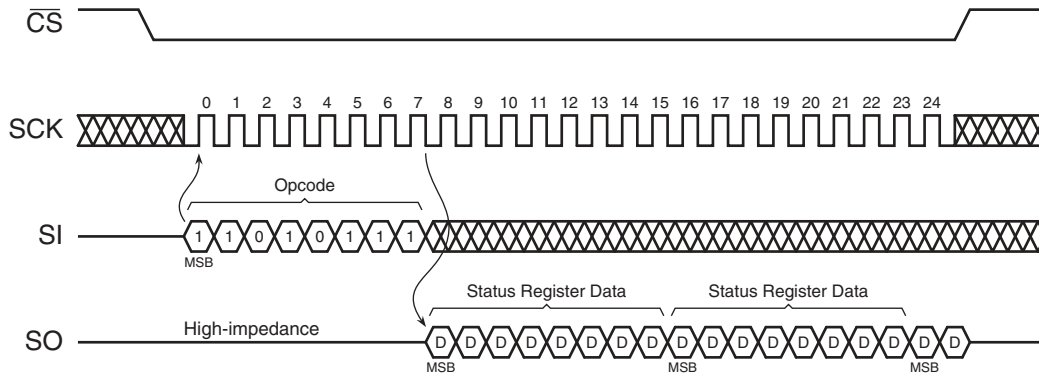 CS
0 1 2 3 4 5 6 7 8 9 10 11 12 13 14 15 16 17 18 19 20 21 22 23 24
SCK
Opcode
SI 1 1 0 1 0 1 1 1
MSB
Status Register Data Status Register Data
High-impedance
SO D D D D D D D D D D D D D D D D D D
MSB MSB MSB